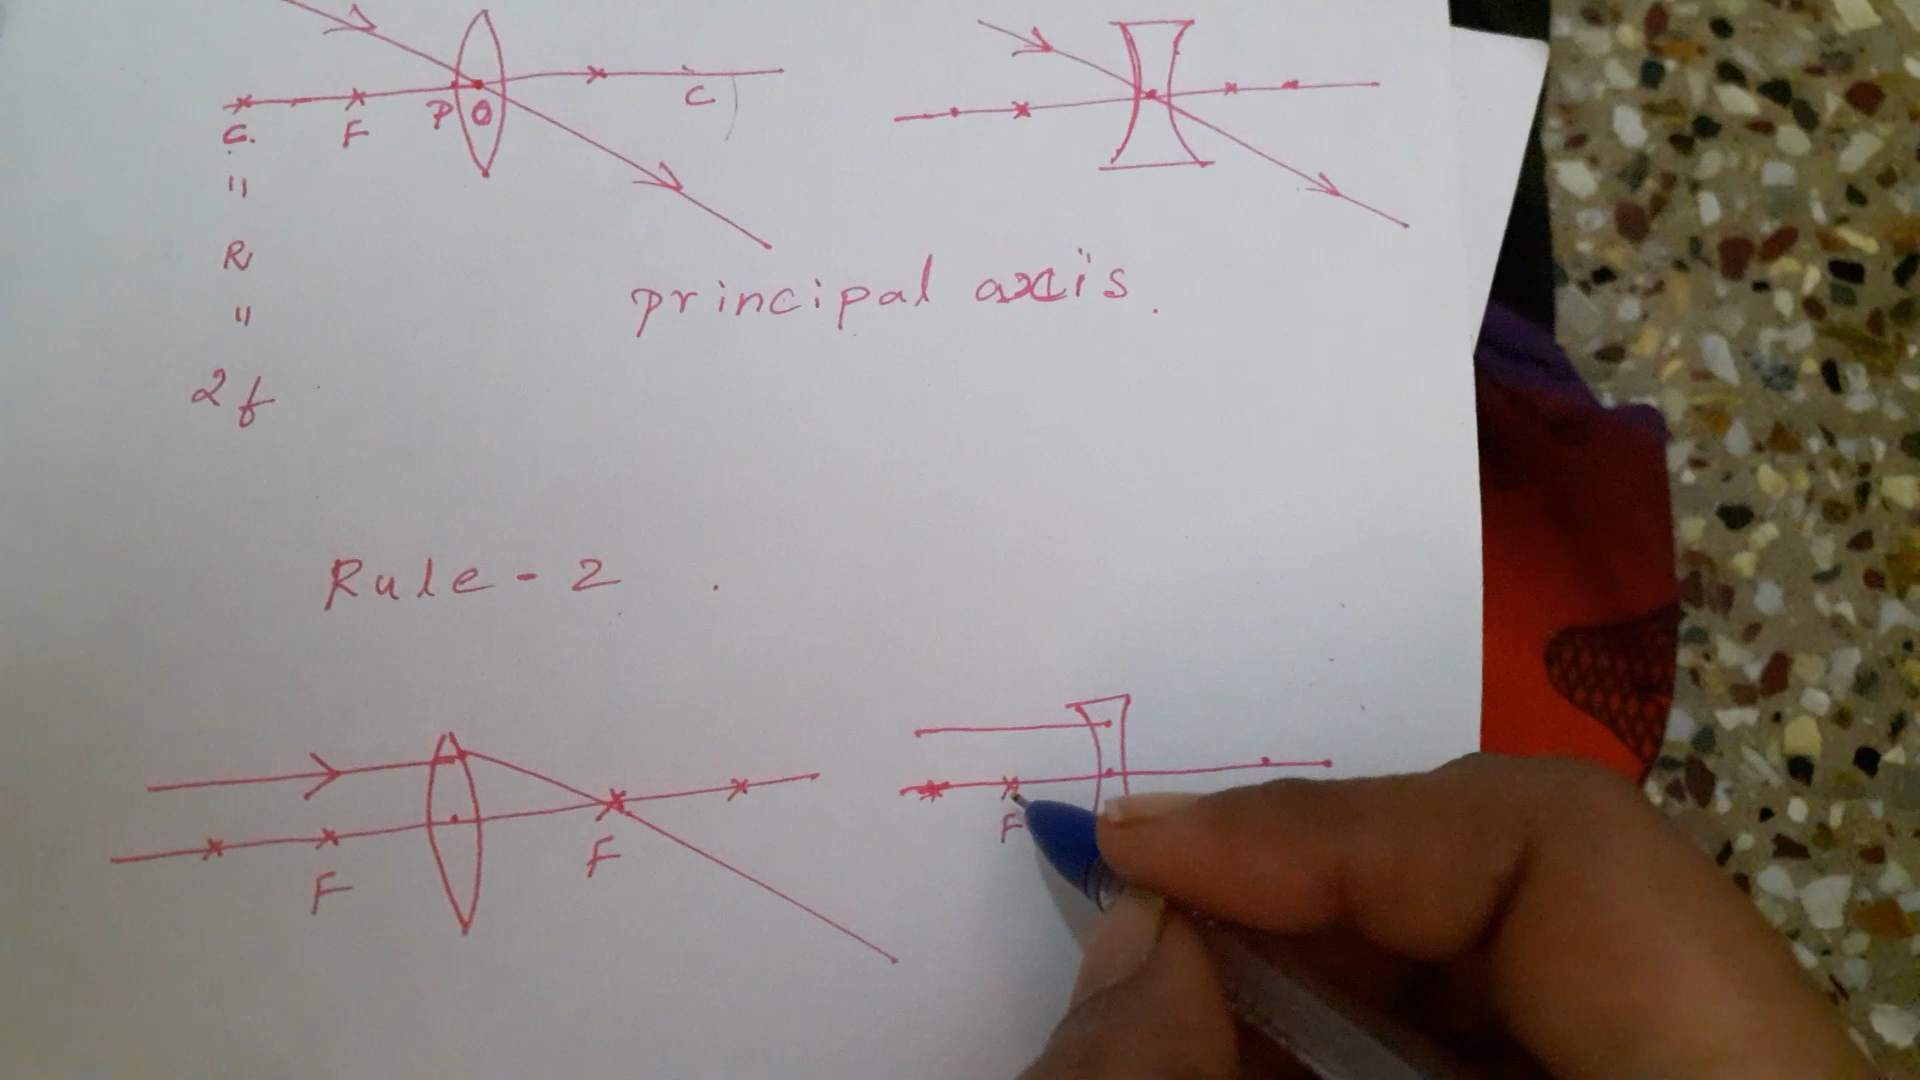 P O C
C. F
"
R
"
2f
principal axis.
Rule - 2
F F F